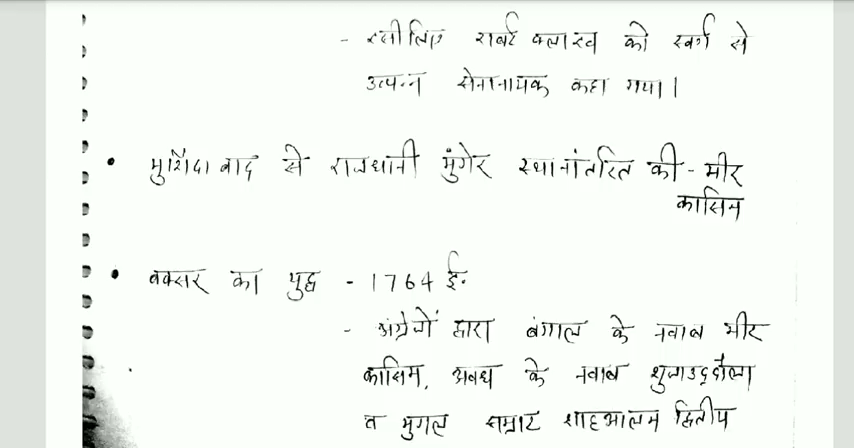 - इसीलिए राबर्ट क्लाइव को स्वर्ग से
उत्पन्न सेनानायक कहा गया।
• मुर्शिदाबाद से राजधानी मुंगेर स्थानांतरित की - मीर
कासिम
• बक्सर का युद्ध - 1764 ई.
- अंग्रेजों द्वारा बंगाल के नवाब मीर
कासिम, अवध के नवाब शुजाउद्दौला
व मुगल सम्राट शाहआलम द्वितीय